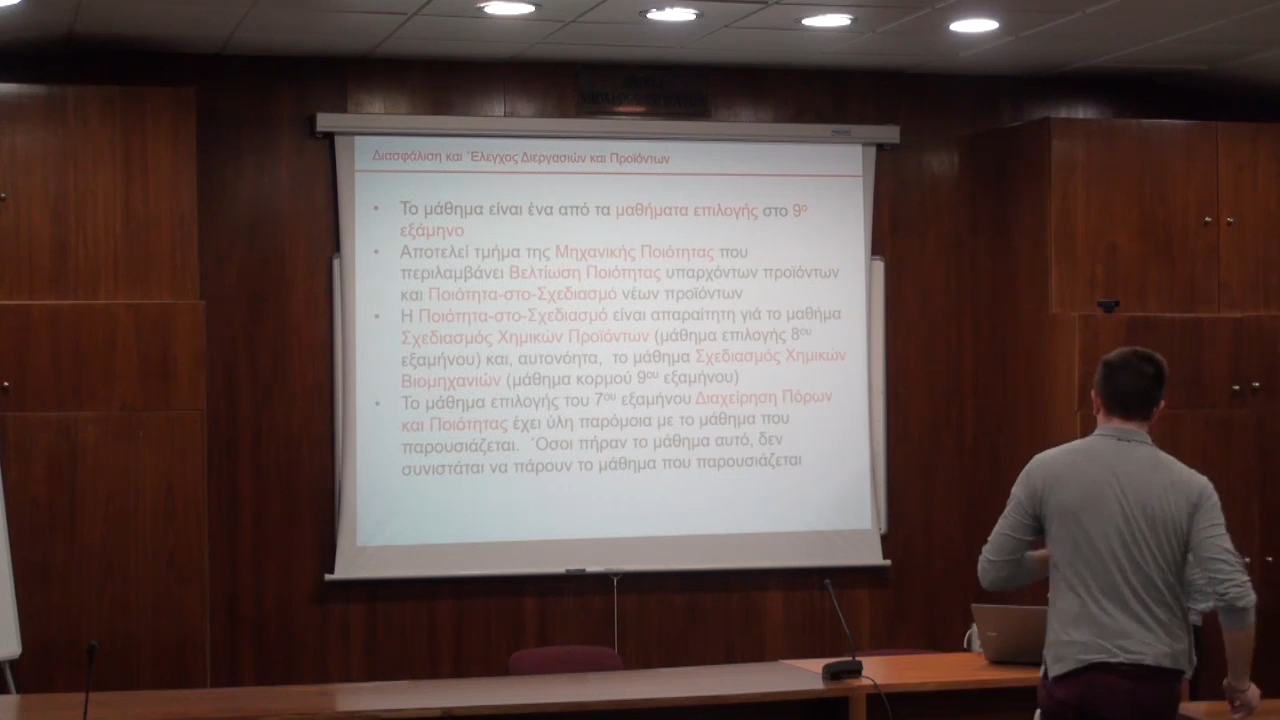 Διασφάλιση και Έλεγχος Διεργασιών και Προϊόντων
• Το μάθημα είναι ένα από τα μαθήματα επιλογής στο 9ο
εξάμηνο
• Αποτελεί τμήμα της Μηχανικής Ποιότητας που
περιλαμβάνει Βελτίωση Ποιότητας υπαρχόντων προϊόντων
και Ποιότητα-στο-Σχεδιασμό νέων προϊόντων
• Η Ποιότητα-στο-Σχεδιασμό είναι απαραίτητη γιά το μαθήμα
Σχεδιασμός Χημικών Προϊόντων (μάθημα επιλογής 8ου
εξαμήνου) και, αυτονόητα, το μάθημα Σχεδιασμός Χημικών
Βιομηχανιών (μάθημα κορμού 9ου εξαμήνου)
• Το μάθημα επιλογής του 7ου εξαμήνου Διαχείρηση Πόρων
και Ποιότητας έχει ύλη παρόμοια με το μάθημα που
παρουσιάζεται. Όσοι πήραν το μάθημα αυτό, δεν
συνιστάται να πάρουν το μάθημα που παρουσιάζεται